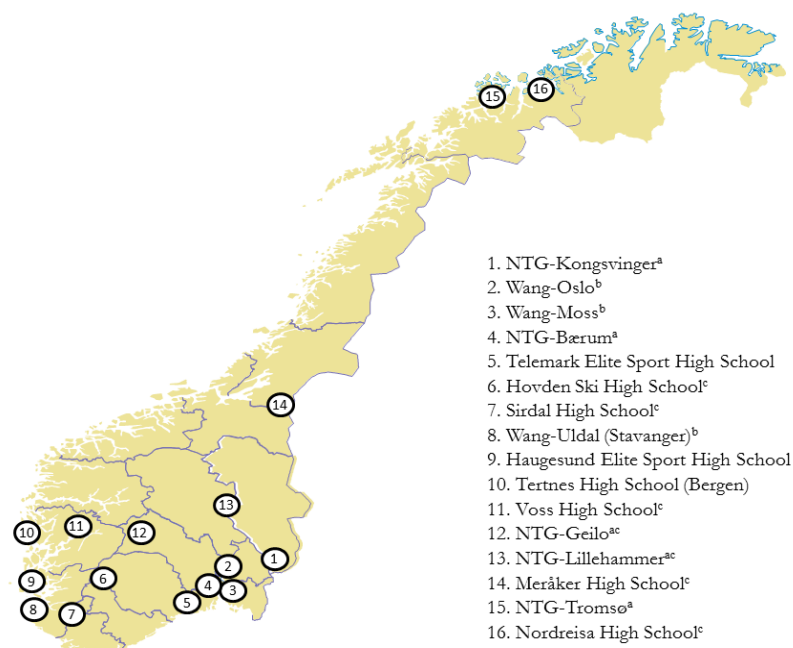 15
16
1. NTG-Kongsvingerᵃ
2. Wang-Osloᵇ
3. Wang-Mossᵇ
4. NTG-Bærumᵃ
5. Telemark Elite Sport High School
6. Hovden Ski High Schoolᶜ
7. Sirdal High Schoolᶜ
8. Wang-Uldal (Stavanger)ᵇ
9. Haugesund Elite Sport High School
10. Tertnes High School (Bergen)
11. Voss High Schoolᶜ
12. NTG-Geiloᵃᶜ
13. NTG-Lillehammerᵃᶜ
14. Meråker High Schoolᶜ
15. NTG-Tromsøᵃ
16. Nordreisa High Schoolᶜ
14
13
10
11
12
1
2
9
6
4
3
8
7
5